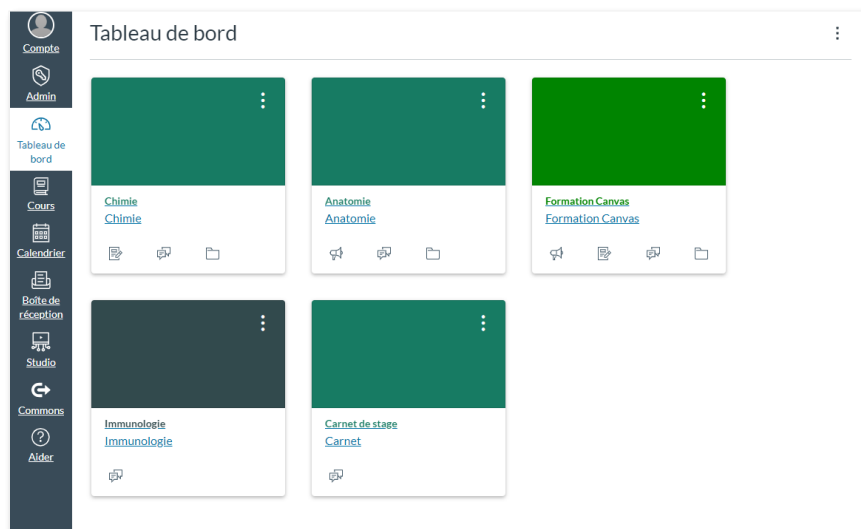 Compte
Admin
Tableau de
bord
Cours
Calendrier
Boîte de
réception
Studio
Commons
Aider
Tableau de bord
Chimie
Chimie
Anatomie
Anatomie
Formation Canvas
Formation Canvas
Immunologie
Immunologie
Carnet de stage
Carnet